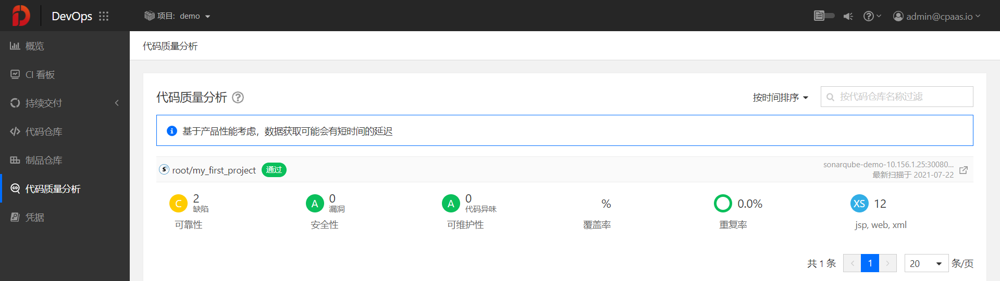 DevOps
项目: demo
admin@cpaas.io
概览
CI 看板
持续交付
代码仓库
制品仓库
代码质量分析
凭据
代码质量分析
代码质量分析
按时间排序
按代码仓库名称过滤
基于产品性能考虑，数据获取可能会有短时间的延迟
root/my_first_project 通过
sonarqube-demo-10.156.1.25:30080...
最新扫描于 2021-07-22
C 2 缺陷
可靠性
A 0 漏洞
安全性
A 0 代码异味
可维护性
%
覆盖率
0.0%
重复率
XS 12
jsp, web, xml
共 1 条 1 20 条/页